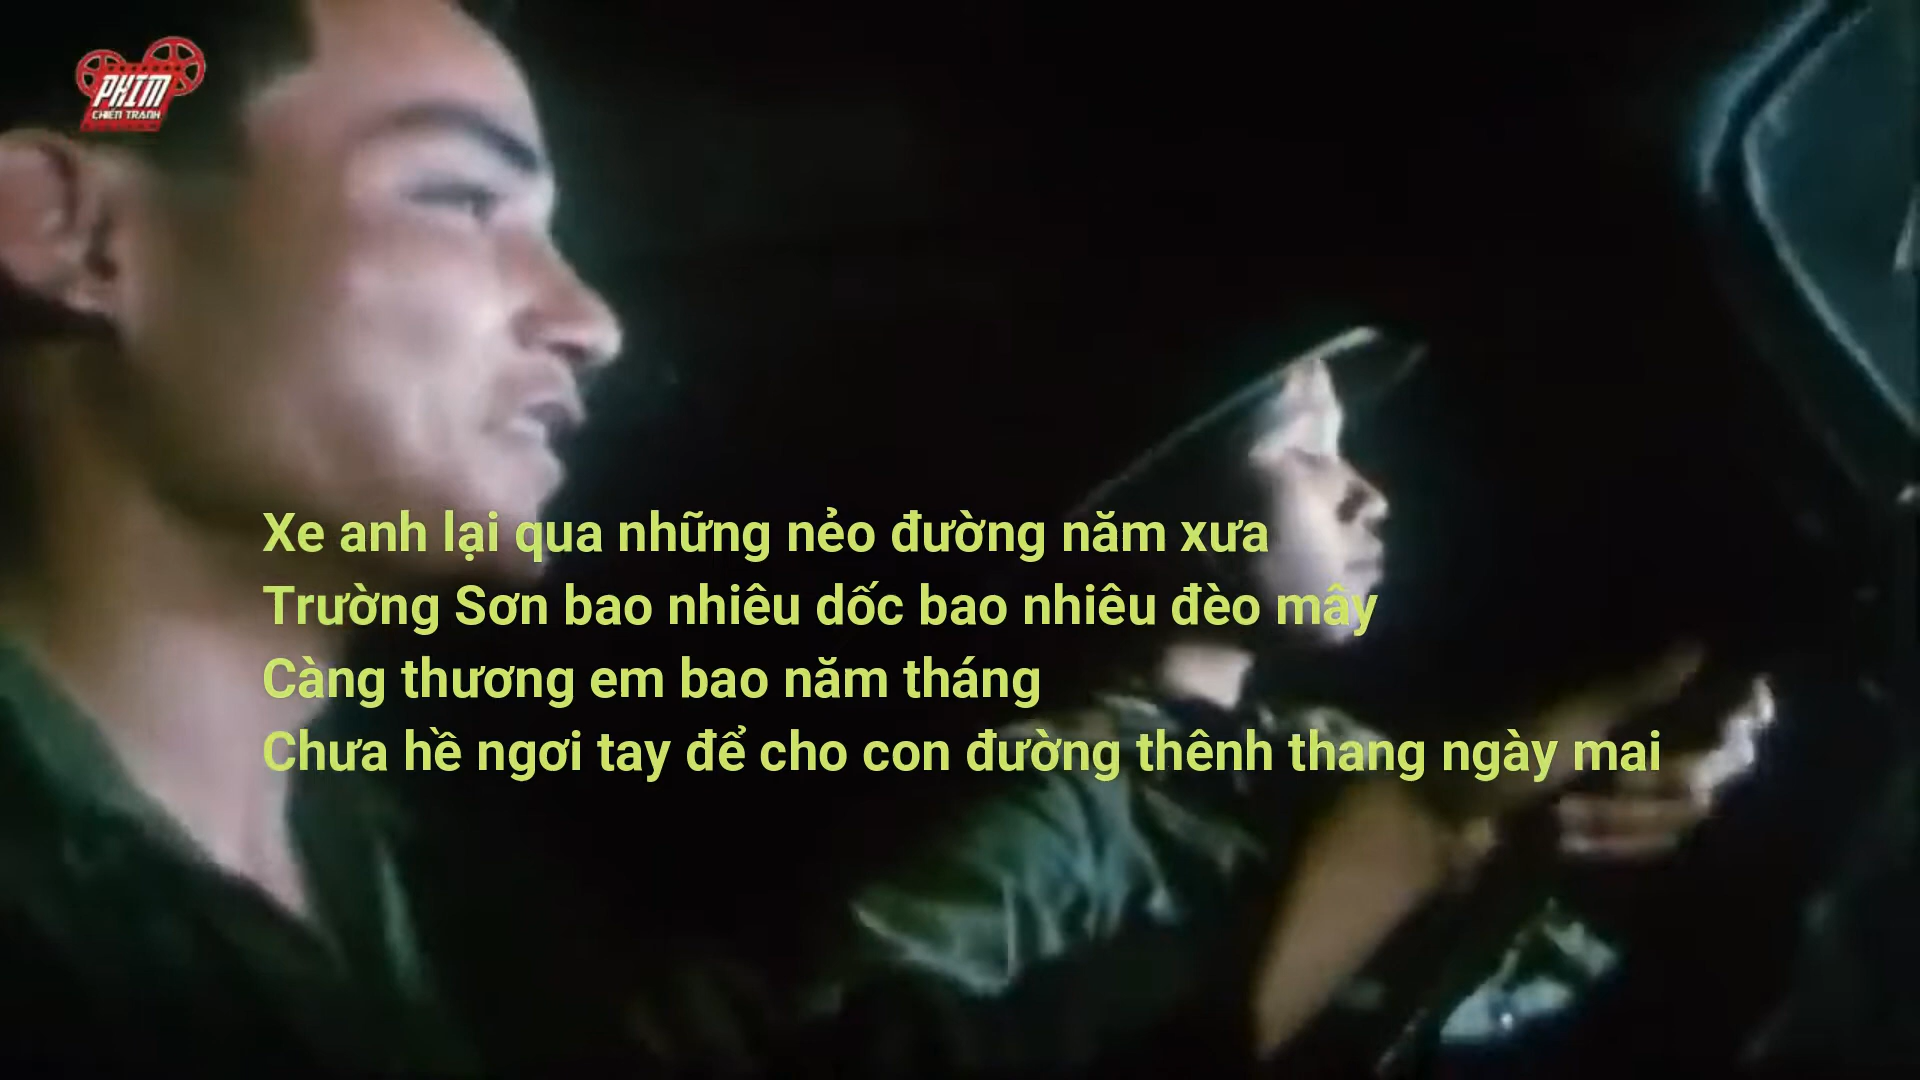 PHIM
CHIẾN TRANH
Xe anh lại qua những nẻo đường năm xưa
Trường Sơn bao nhiêu dốc bao nhiêu đèo mây
Càng thương em bao năm tháng
Chưa hề ngơi tay để cho con đường thênh thang ngày mai